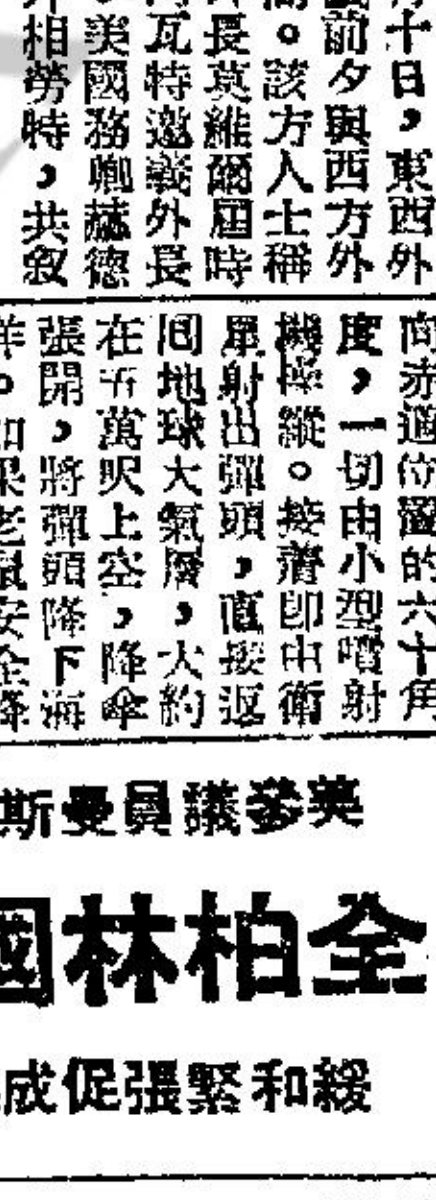 十日，東西外
前夕與西方外
。該方人士稱
長莫維爾屆時
瓦特邀義外長
美國務卿赫德
相勞特，共敘
向赤道位置的六十角
度，一切由小型噴射
機操縱。接着即由衛
星射出彈頭，直接返
回地球大氣層，大約
在五萬呎上空，降傘
張開，將彈頭降下海
洋。如果老鼠安全降
美參議員曼斯
全柏林國
緩和緊張促成